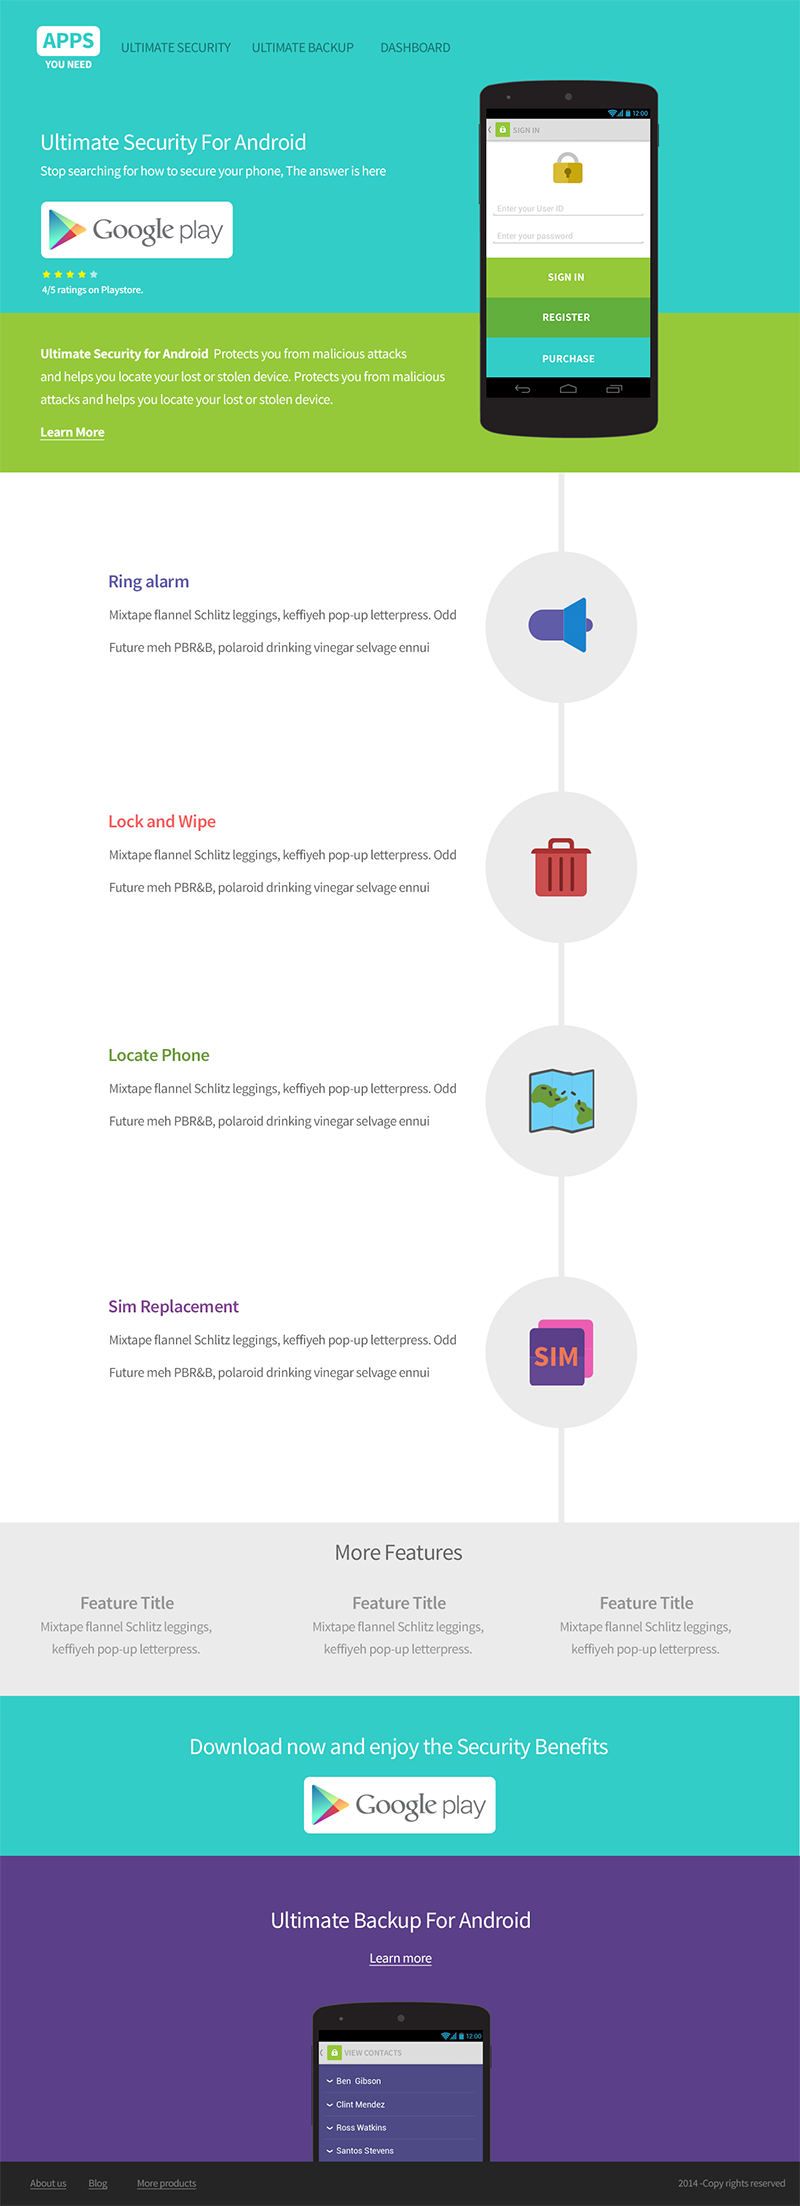 APPS
YOU NEED
ULTIMATE SECURITY
ULTIMATE BACKUP
DASHBOARD
Ultimate Security For Android
Stop searching for how to secure your phone, The answer is here
Google play
4/5 ratings on Playstore.
12:00
SIGN IN
Enter your User ID
Enter your password
SIGN IN
REGISTER
PURCHASE
Ultimate Security for Android Protects you from malicious attacks
and helps you locate your lost or stolen device. Protects you from malicious
attacks and helps you locate your lost or stolen device.
Learn More
Ring alarm
Mixtape flannel Schlitz leggings, keffiyeh pop-up letterpress. Odd
Future meh PBR&B, polaroid drinking vinegar selvage ennui
Lock and Wipe
Mixtape flannel Schlitz leggings, keffiyeh pop-up letterpress. Odd
Future meh PBR&B, polaroid drinking vinegar selvage ennui
Locate Phone
Mixtape flannel Schlitz leggings, keffiyeh pop-up letterpress. Odd
Future meh PBR&B, polaroid drinking vinegar selvage ennui
Sim Replacement
Mixtape flannel Schlitz leggings, keffiyeh pop-up letterpress. Odd
Future meh PBR&B, polaroid drinking vinegar selvage ennui
SIM
More Features
Feature Title
Mixtape flannel Schlitz leggings,
keffiyeh pop-up letterpress.
Feature Title
Mixtape flannel Schlitz leggings,
keffiyeh pop-up letterpress.
Feature Title
Mixtape flannel Schlitz leggings,
keffiyeh pop-up letterpress.
Download now and enjoy the Security Benefits
Google play
Ultimate Backup For Android
Learn more
12:00
VIEW CONTACTS
Ben Gibson
Clint Mendez
Ross Watkins
Santos Stevens
About us
Blog
More products
2014 -Copy rights reserved